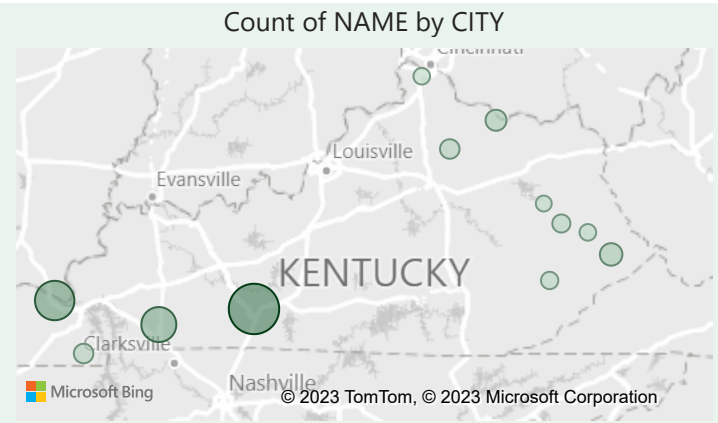 Count of NAME by CITY
Cincinnati
Louisville
Evansville
KENTUCKY
Clarksville
Nashville
Microsoft Bing
© 2023 TomTom, © 2023 Microsoft Corporation